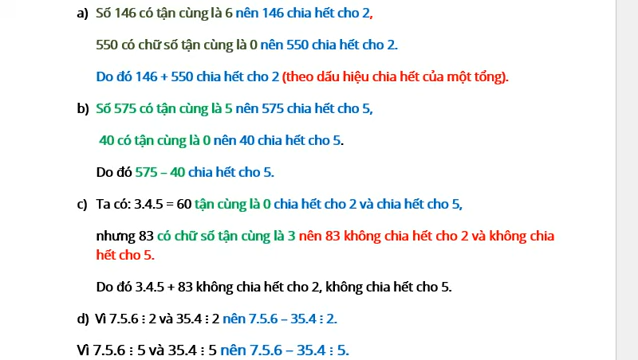 a) Số 146 có tận cùng là 6 nên 146 chia hết cho 2,
550 có chữ số tận cùng là 0 nên 550 chia hết cho 2.
Do đó 146 + 550 chia hết cho 2 (theo dấu hiệu chia hết của một tổng).
b) Số 575 có tận cùng là 5 nên 575 chia hết cho 5,
40 có tận cùng là 0 nên 40 chia hết cho 5.
Do đó 575 – 40 chia hết cho 5.
c) Ta có: 3.4.5 = 60 tận cùng là 0 chia hết cho 2 và chia hết cho 5,
nhưng 83 có chữ số tận cùng là 3 nên 83 không chia hết cho 2 và không chia
hết cho 5.
Do đó 3.4.5 + 83 không chia hết cho 2, không chia hết cho 5.
d) Vì 7.5.6 ⋮ 2 và 35.4 ⋮ 2 nên 7.5.6 – 35.4 ⋮ 2.
Vì 7.5.6 ⋮ 5 và 35.4 ⋮ 5 nên 7.5.6 – 35.4 ⋮ 5.